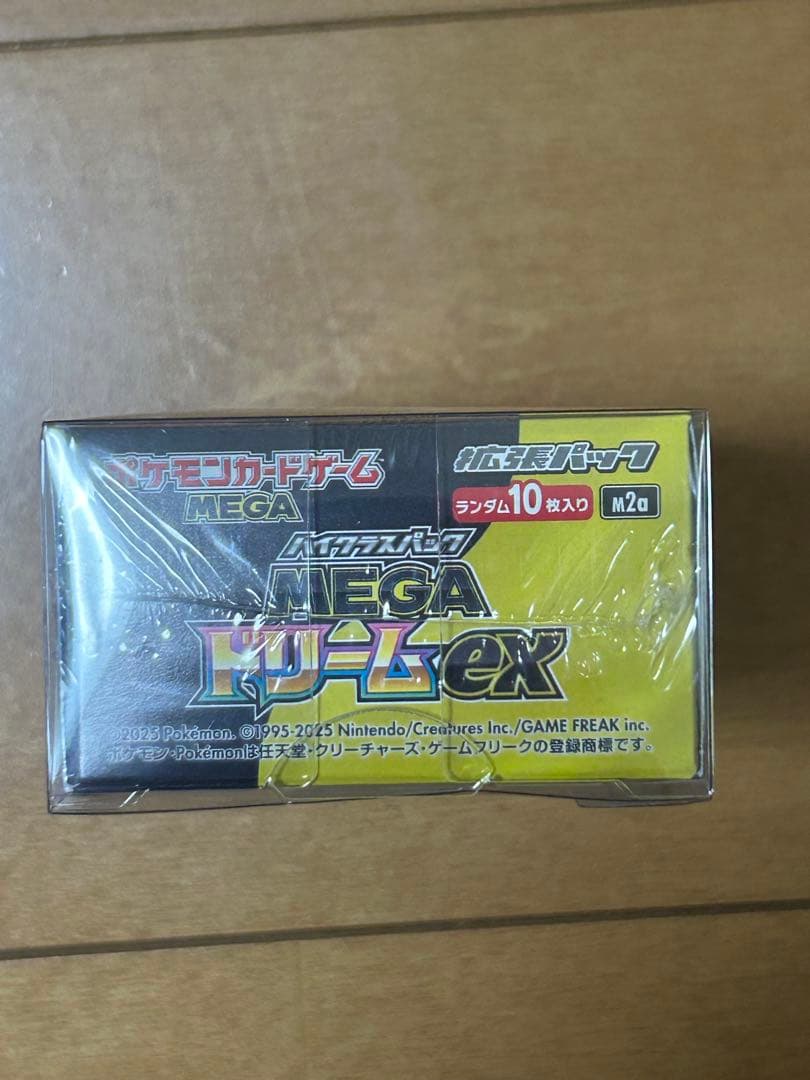 ポケモンカードゲーム
MEGA
拡張パック
ランダム10枚入り M2a
ハイクラスパック
MEGA
ドリームex
©2025 Pokémon. ©1995-2025 Nintendo/Creatures Inc./GAME FREAK inc.
ポケモン・Pokémonは任天堂・クリーチャーズ・ゲームフリークの登録商標です。